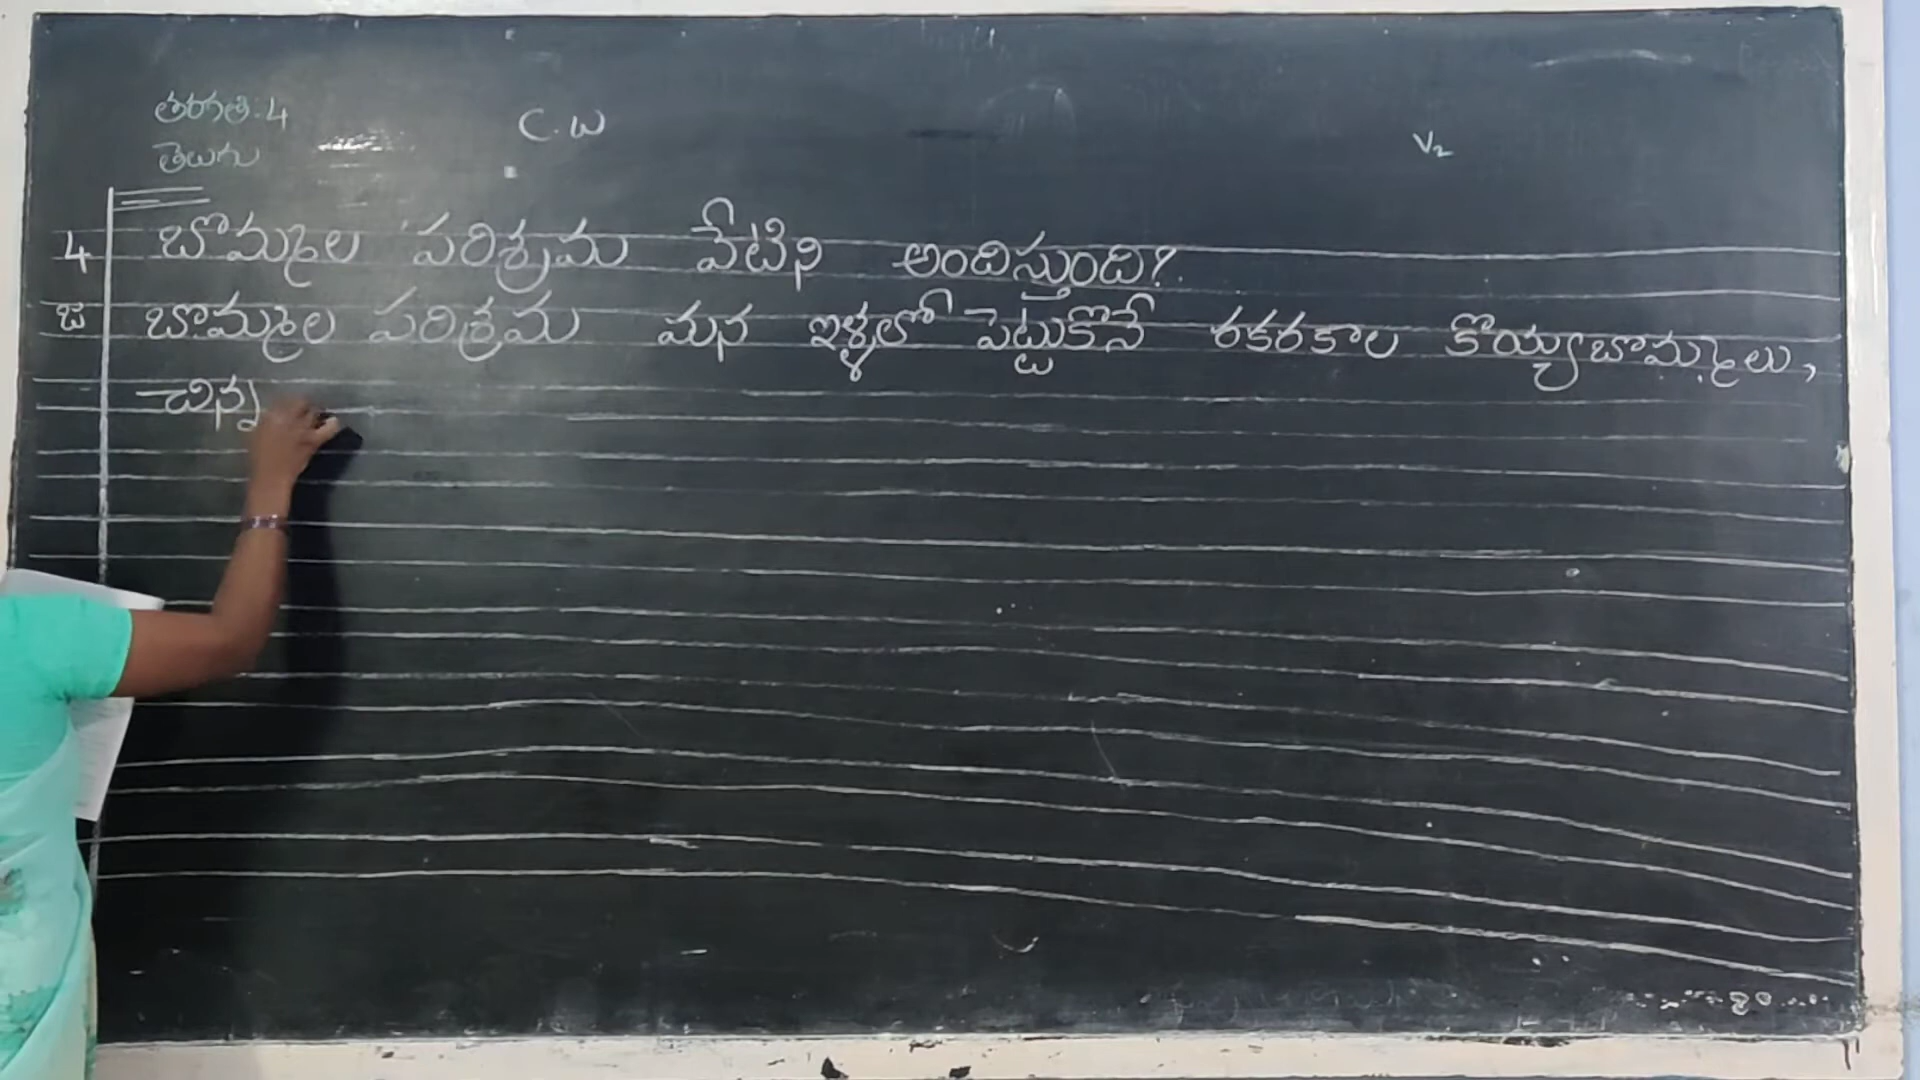 తరగతి:4
C.W
V2
తెలుగు
4 బొమ్మల పరిశ్రమ వేటిని అందిస్తుంది?
జ బొమ్మల పరిశ్రమ మన ఇళ్ళలో పెట్టుకొనే రకరకాల కొయ్యబొమ్మలు,
చిన్న